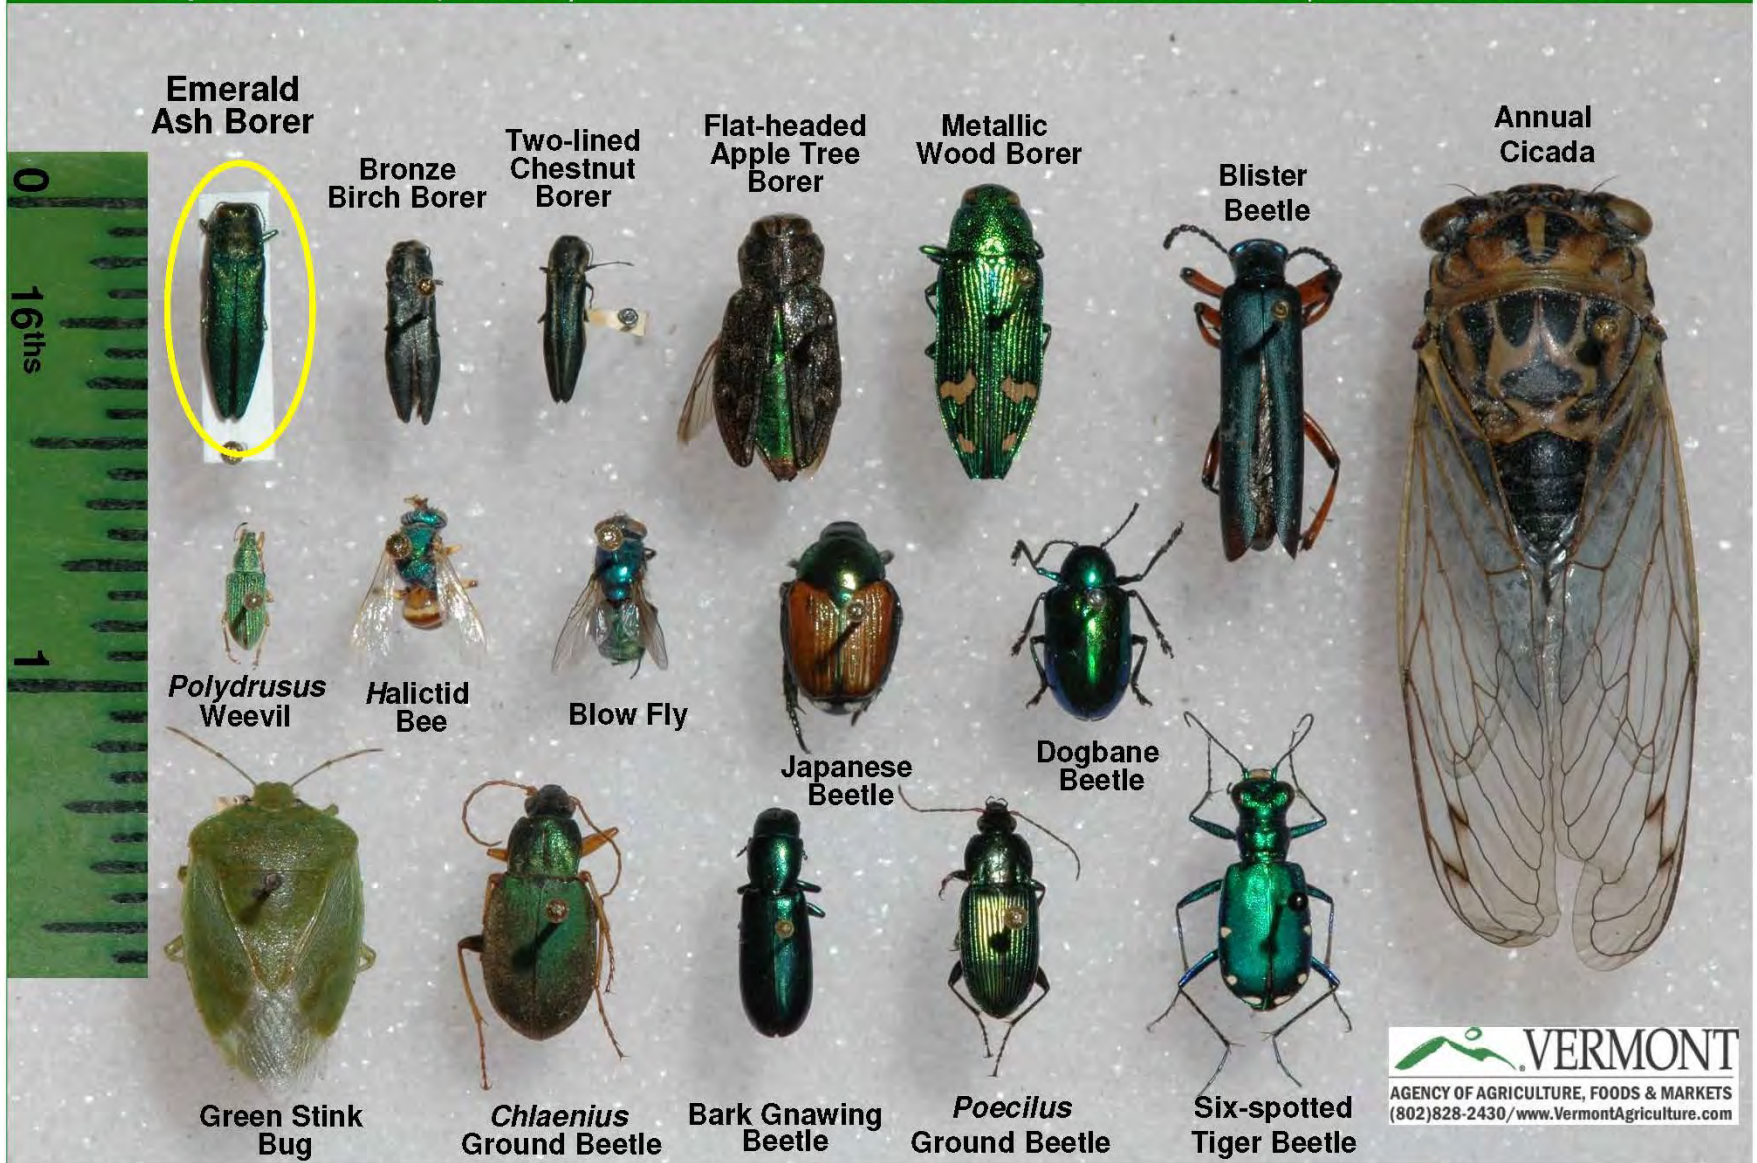 Emerald
Ash Borer
Bronze
Birch Borer
Two-lined
Chestnut
Borer
Flat-headed
Apple Tree
Borer
Metallic
Wood Borer
Blister
Beetle
Annual
Cicada
0
16ths
1
Polydrusus
Weevil
Halictid
Bee
Blow Fly
Japanese
Beetle
Dogbane
Beetle
Green Stink
Bug
Chlaenius
Ground Beetle
Bark Gnawing
Beetle
Poecilus
Ground Beetle
Six-spotted
Tiger Beetle
VERMONT
AGENCY OF AGRICULTURE, FOODS & MARKETS
(802)828-2430/www.VermontAgriculture.com